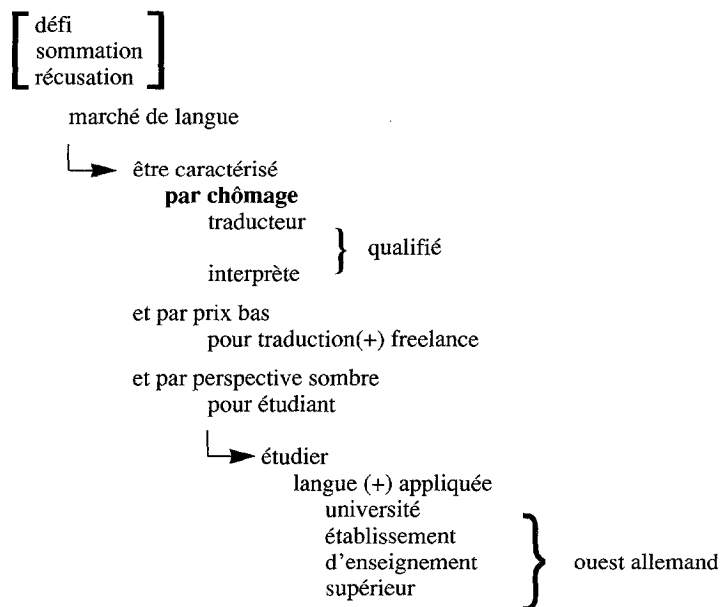 défi
sommation
récusation
marché de langue
être caractérisé
par chômage
traducteur
qualifié
interprète
et par prix bas
pour traduction(+) freelance
et par perspective sombre
pour étudiant
étudier
langue (+) appliquée
université
établissement
d'enseignement
ouest allemand
supérieur